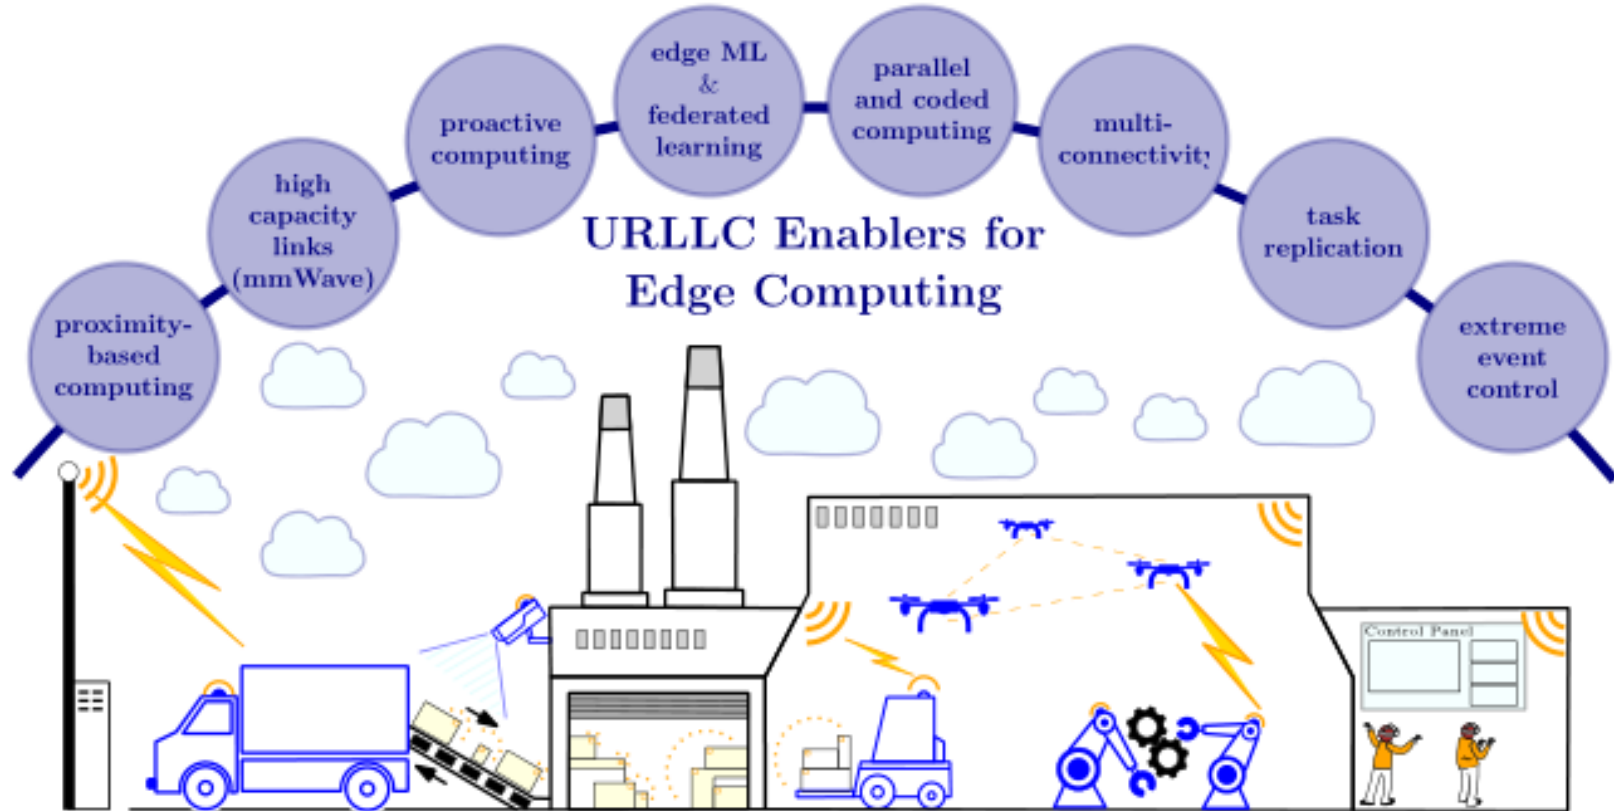 proximity-
based
computing
high
capacity
links
(mmWave)
proactive
computing
edge ML
&
federated
learning
parallel
and coded
computing
multi-
connectivity
task
replication
extreme
event
control
URLLC Enablers for
Edge Computing
Control Panel